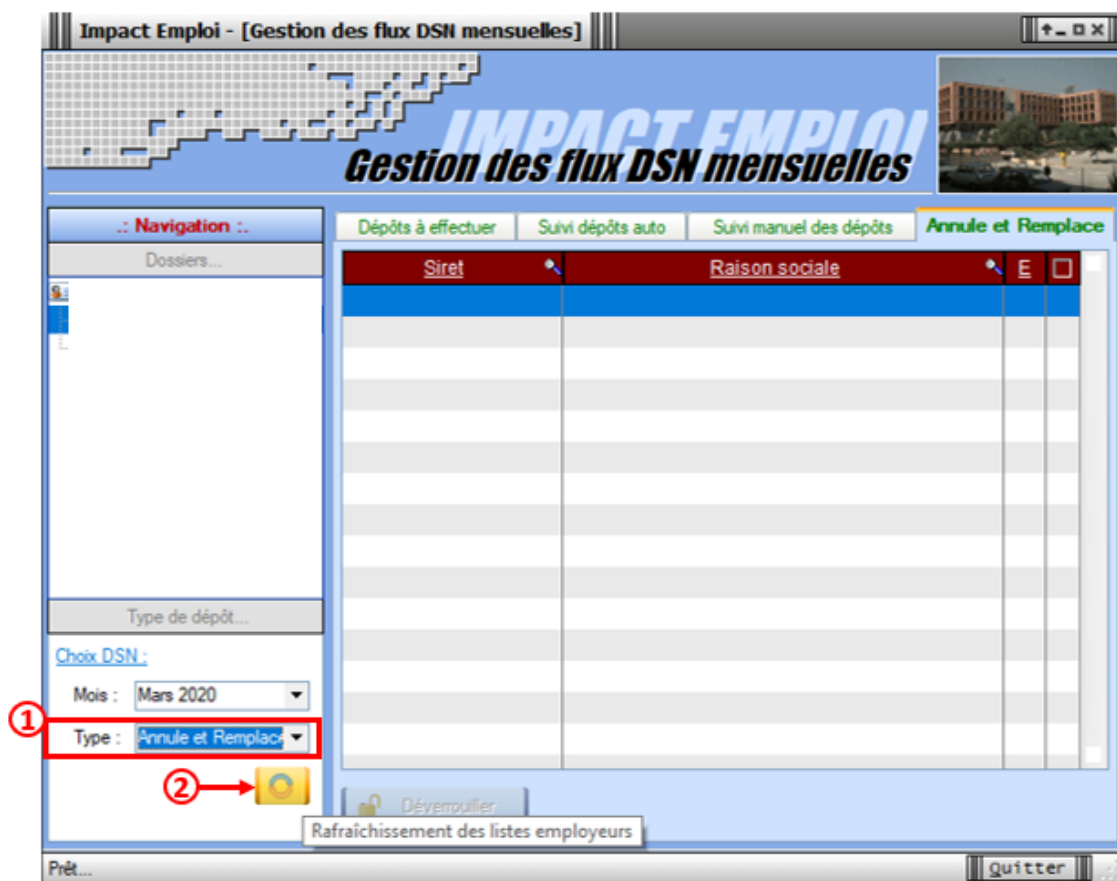 Impact Emploi - [Gestion des flux DSN mensuelles]
IMPACT EMPLOI
Gestion des flux DSN mensuelles
.: Navigation :.
Dépôts à effectuer
Suivi dépôts auto
Suivi manuel des dépôts
Annule et Remplace
Dossiers...
Siret
Raison sociale
E
Type de dépôt...
Choix DSN :
Mois : Mars 2020
1
Type : Annule et Remplace
2
Déverrouiller
Rafraîchissement des listes employeurs
Prêt...
Quitter